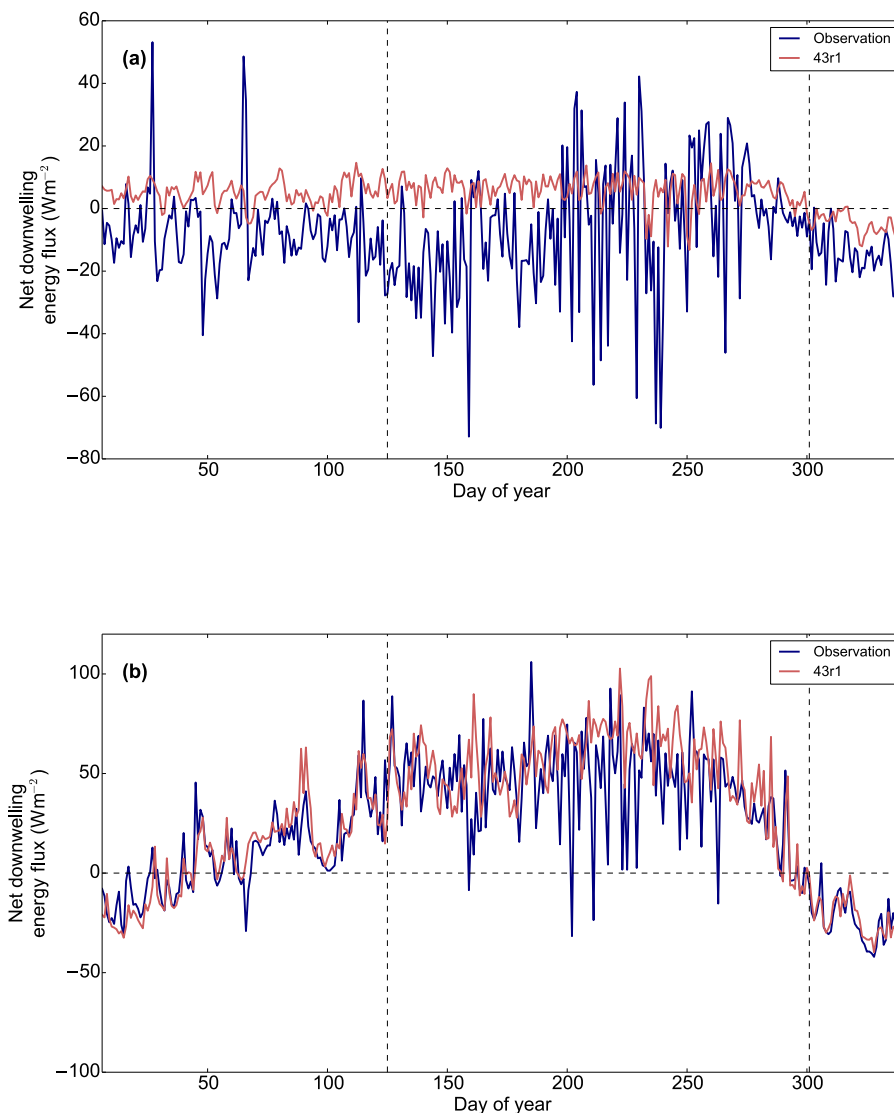 60
40
20
0
−20
−40
−60
−80
Net downwelling
energy flux (Wm−2)
(a)
Observation
43r1
50
100
150
200
250
300
Day of year
100
50
0
−50
−100
Net downwelling
energy flux (Wm−2)
(b)
Observation
43r1
50
100
150
200
250
300
Day of year